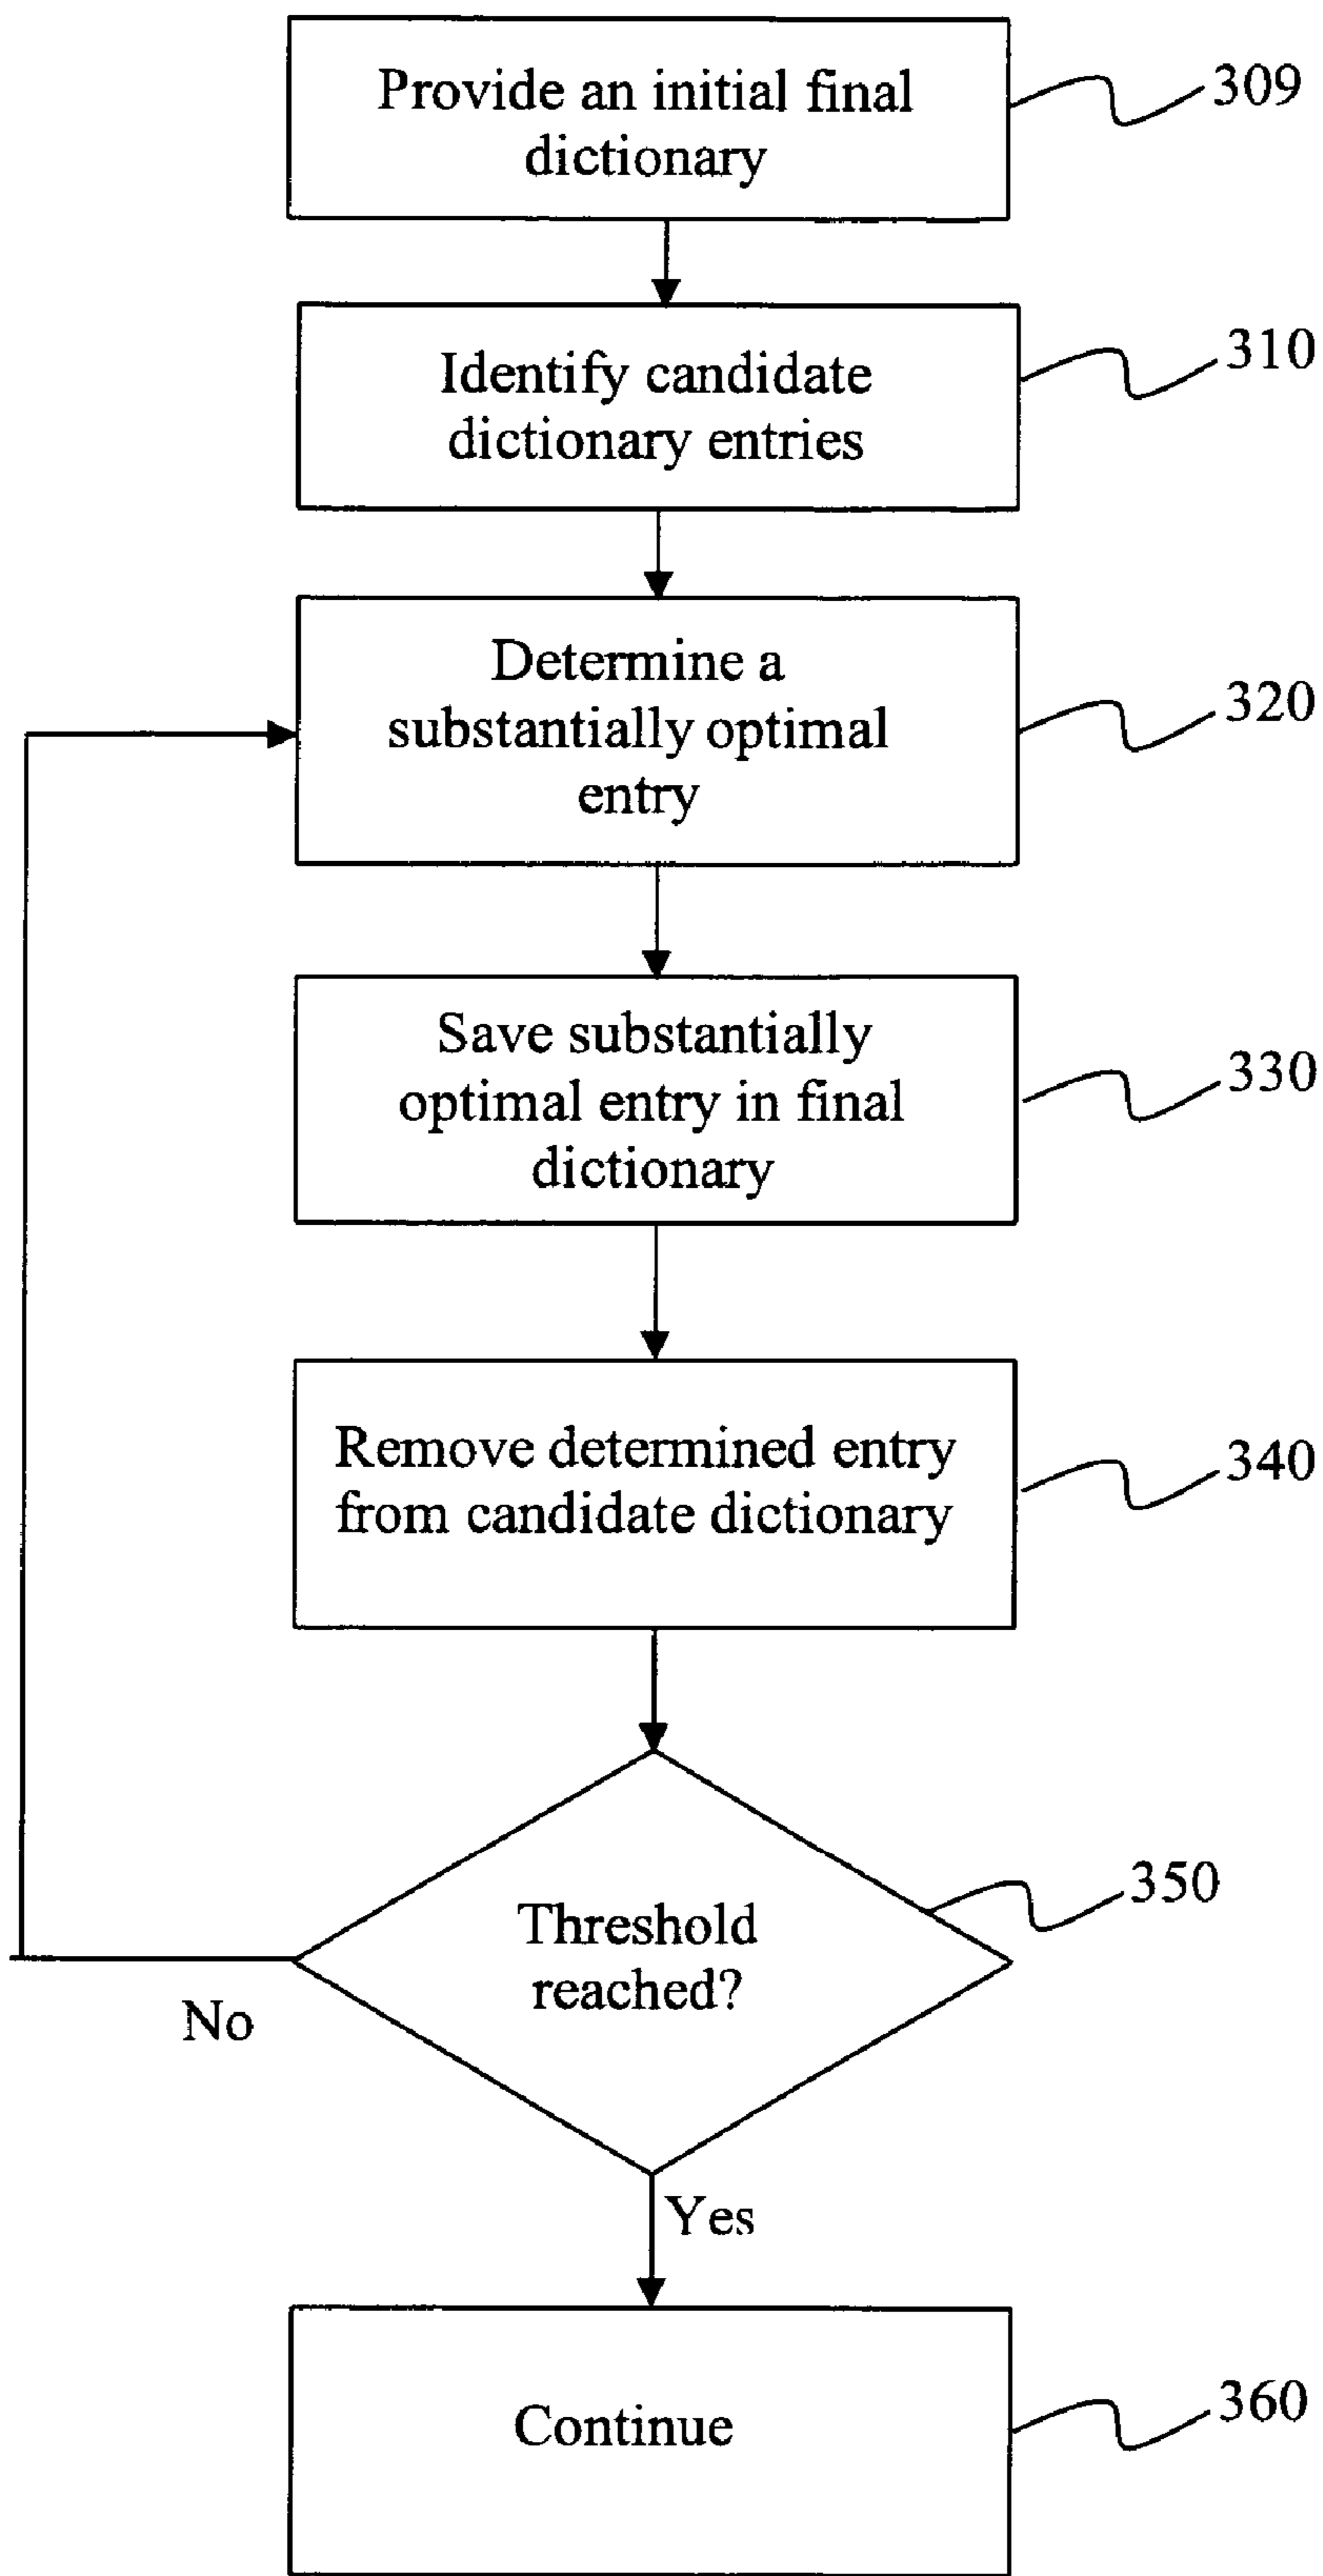 Provide an initial final
dictionary
309
Identify candidate
dictionary entries
310
Determine a
substantially optimal
entry
320
Save substantially
optimal entry in final
dictionary
330
Remove determined entry
from candidate dictionary
340
Threshold
reached?
350
No
Yes
Continue
360